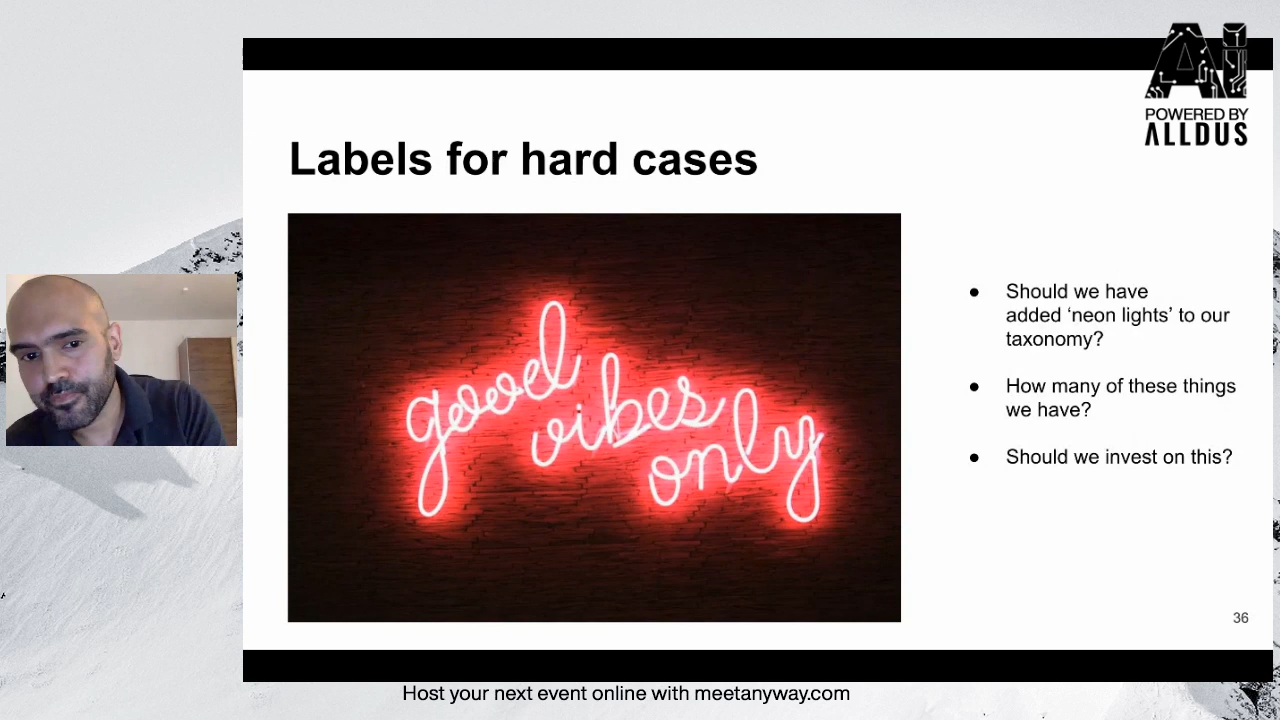 Ai
POWERED BY
ALLDUS
Labels for hard cases
good
vibes
only
● Should we have
added ‘neon lights’ to our
taxonomy?
● How many of these things
we have?
● Should we invest on this?
36
Host your next event online with meetanyway.com